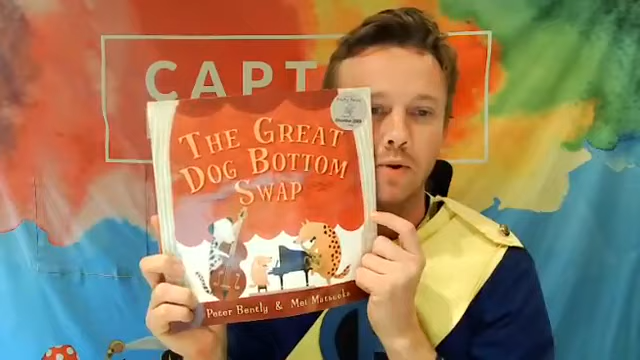 CAPT
THE GREAT
DOG BOTTOM
SWAP
Peter Bently & Mei Matsuoka